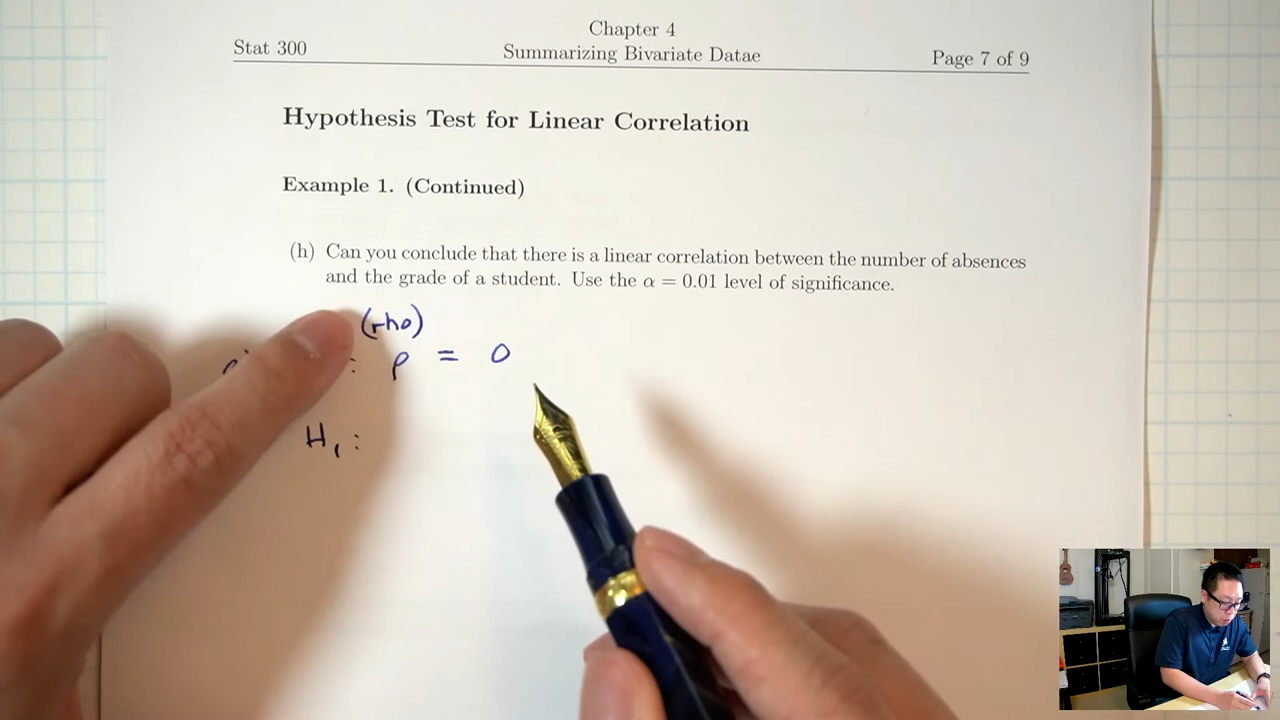 Chapter 4
Stat 300 Summarizing Bivariate Datae Page 7 of 9
Hypothesis Test for Linear Correlation
Example 1. (Continued)
(h) Can you conclude that there is a linear correlation between the number of absences
and the grade of a student. Use the α = 0.01 level of significance.
(rho)
: ρ = 0
H₁: